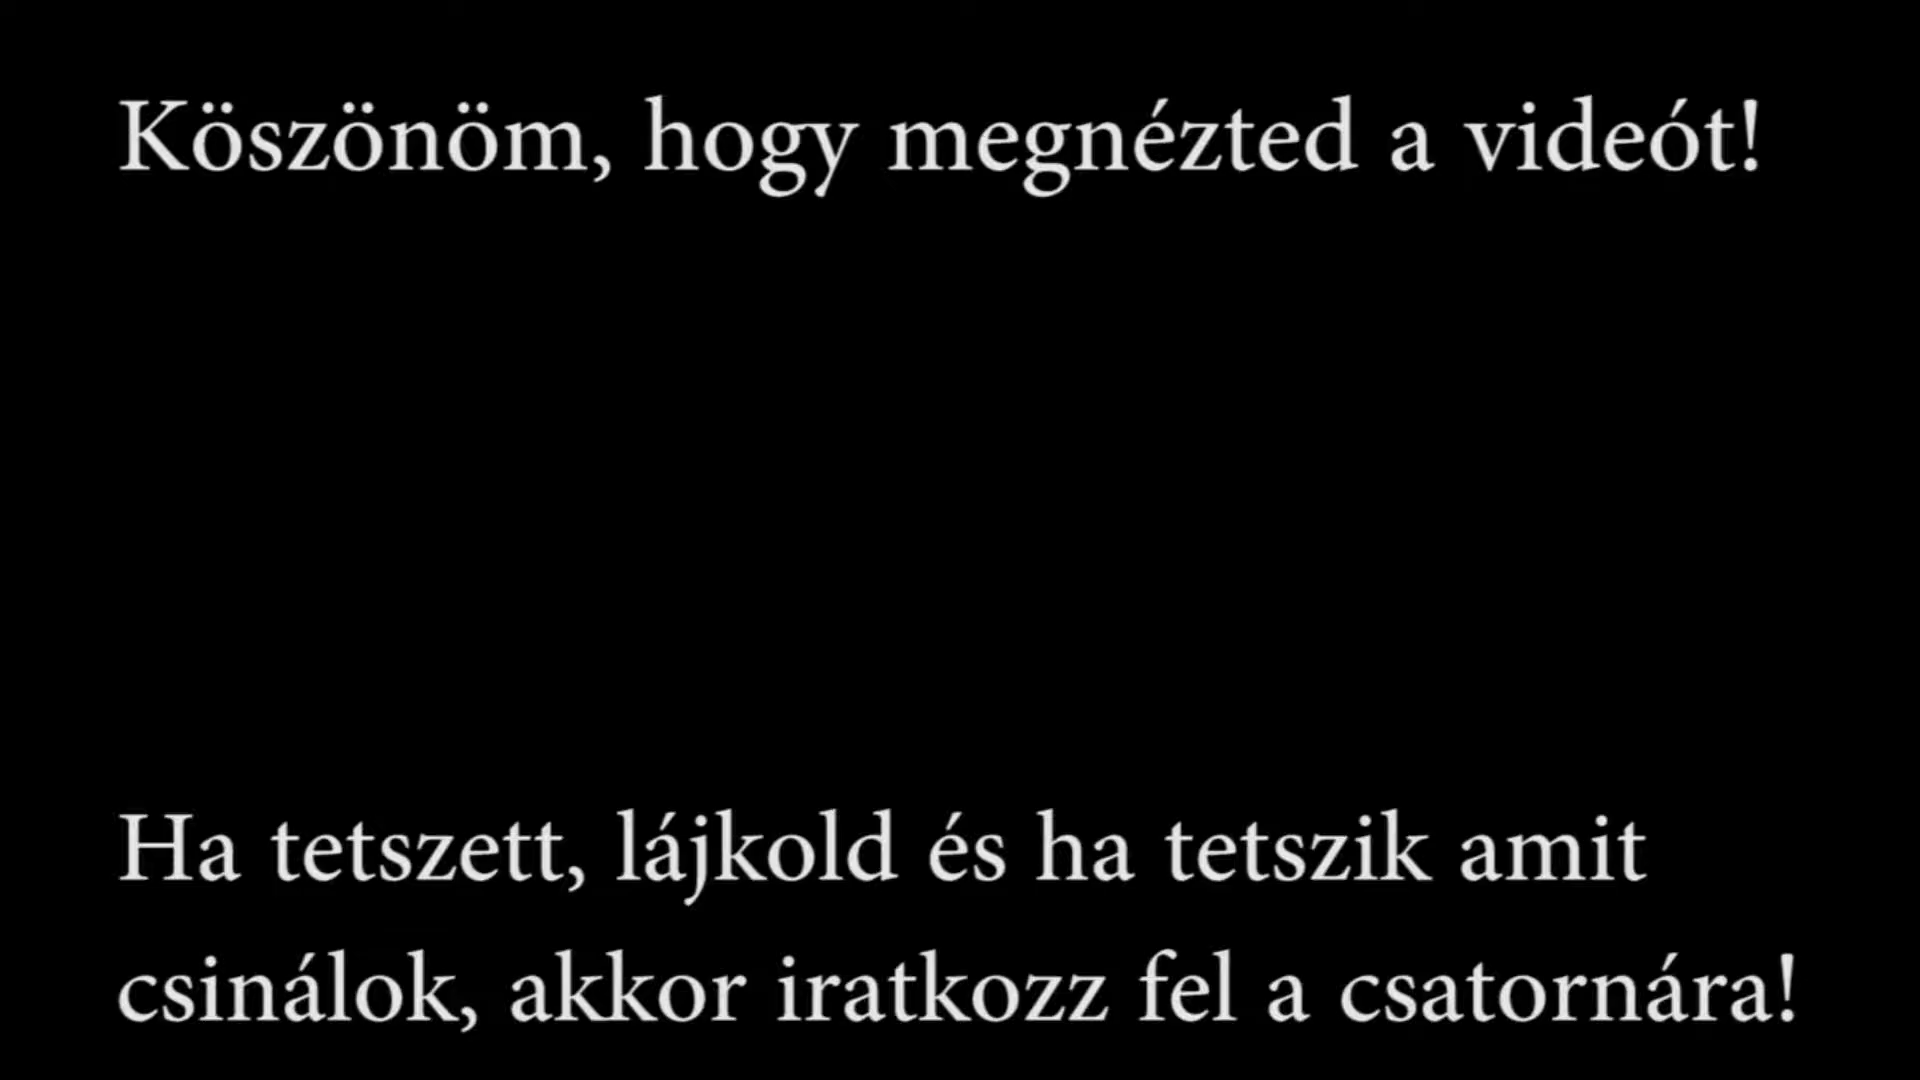 Köszönöm, hogy megnézted a videót!
Ha tetszett, lájkold és ha tetszik amit
csinálok, akkor iratkozz fel a csatornára!